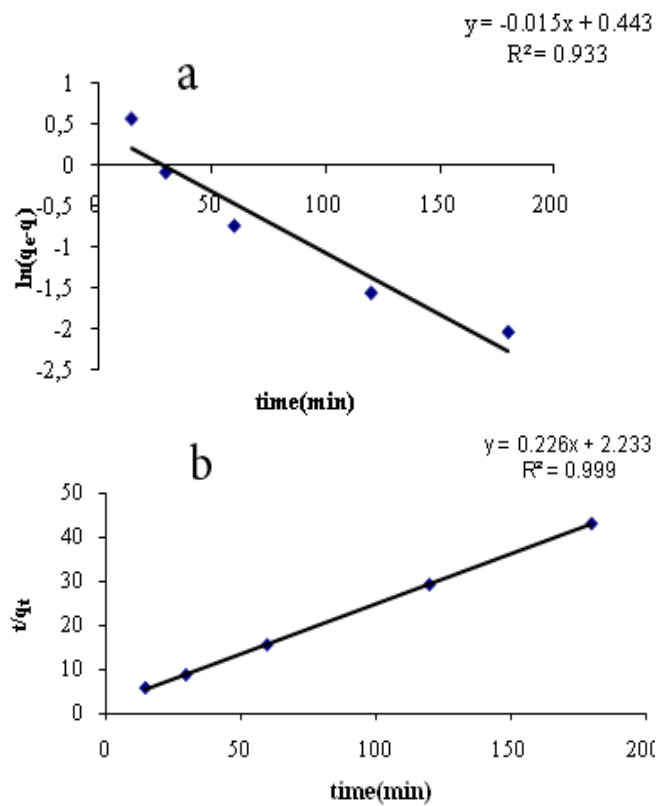 y = -0.015x + 0.443
R² = 0.933
a
1
0,5
0
-0,5
-1
-1,5
-2
-2,5
0
50
100
150
200
ln(qe-q)
time(min)
b
y = 0.226x + 2.233
R² = 0.999
50
40
30
20
10
0
0
50
100
150
200
t/qt
time(min)